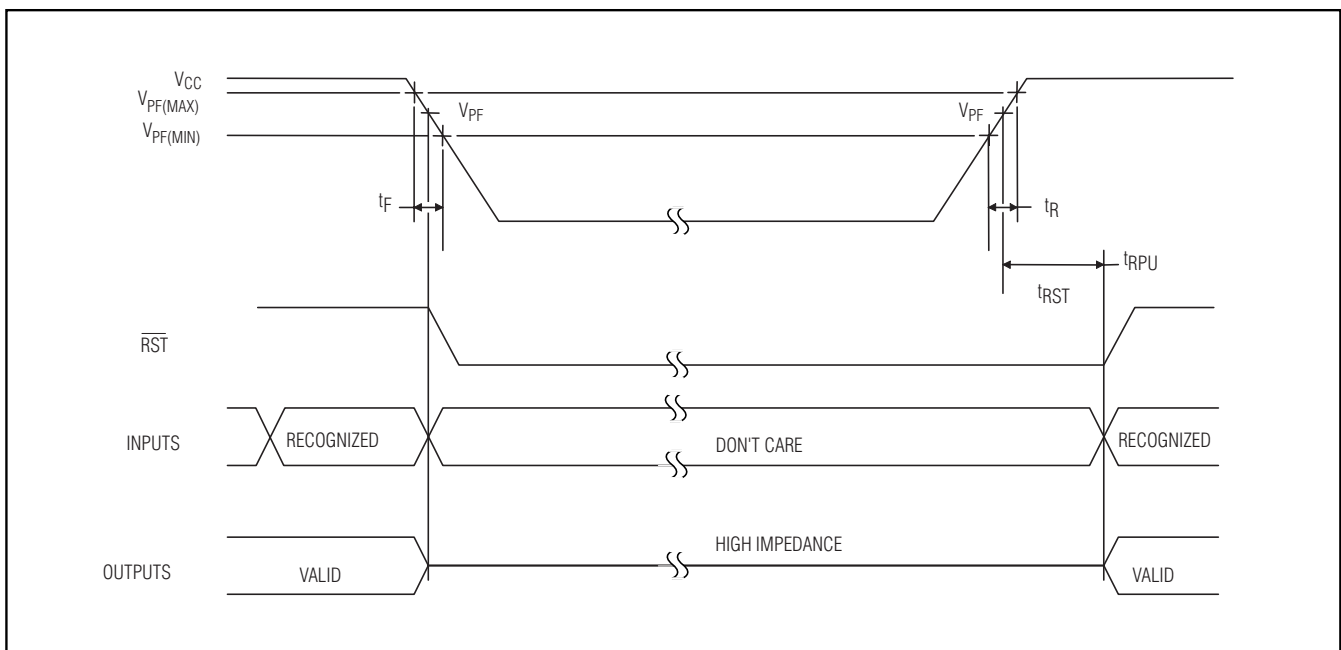 VCC
VPF(MAX)
VPF VPF
VPF(MIN)
tF tR
tRPU
tRST
RST
INPUTS RECOGNIZED DON'T CARE RECOGNIZED
HIGH IMPEDANCE
OUTPUTS VALID VALID